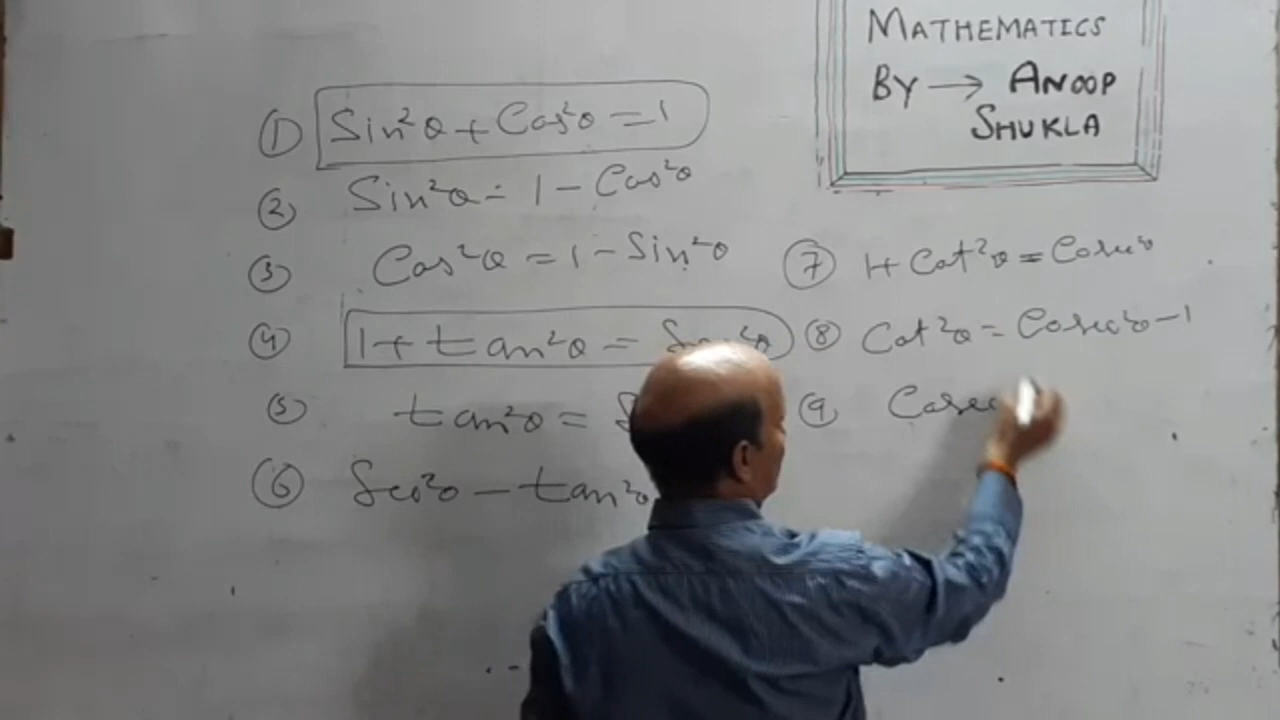 MATHEMATICS
BY → ANOOP
SHUKLA
① Sin²θ + Cos²θ = 1
② Sin²θ = 1 - Cos²θ
③ Cos²θ = 1 - Sin²θ
④ 1 + tan²θ = Sec²θ
⑤ tan²θ =
⑥ Sec²θ - tan²θ
⑦ 1 + Cot²θ = Cosec²θ
⑧ Cot²θ = Cosec²θ - 1
⑨ Cosec